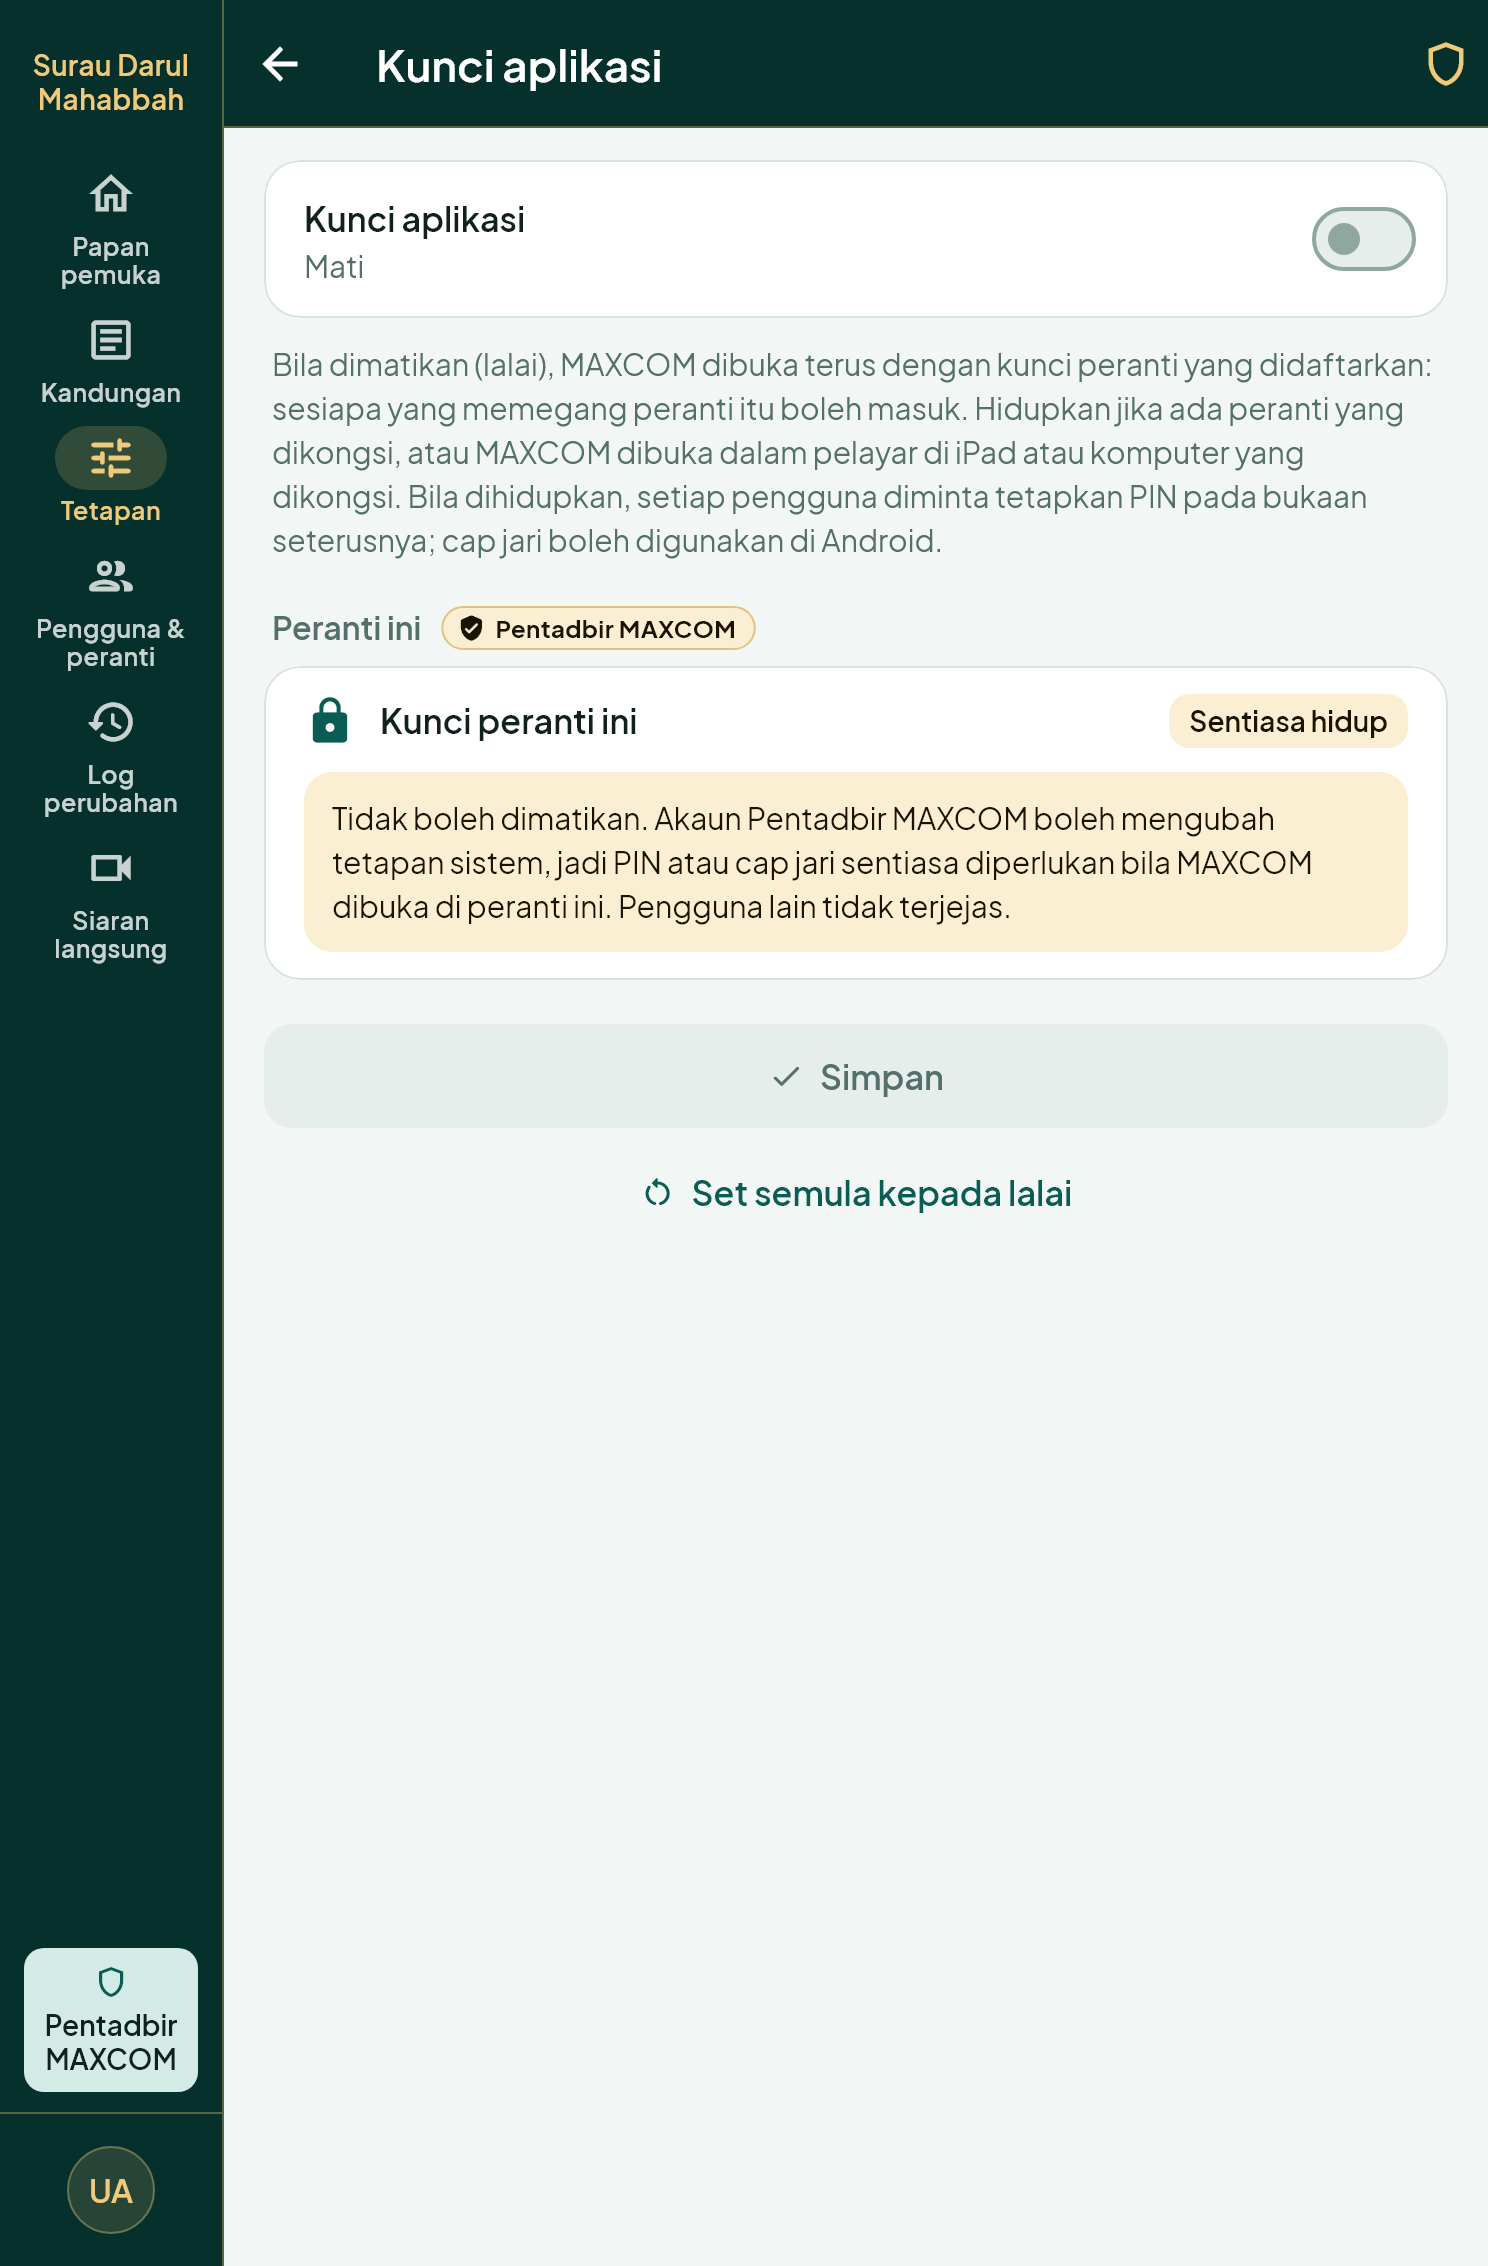 Surau Darul
Mahabbah
Papan
pemuka
Kandungan
Tetapan
Pengguna &
peranti
Log
perubahan
Siaran
langsung
Pentadbir
MAXCOM
UA
Kunci aplikasi
Kunci aplikasi
Mati
Bila dimatikan (lalai), MAXCOM dibuka terus dengan kunci peranti yang didaftarkan:
sesiapa yang memegang peranti itu boleh masuk. Hidupkan jika ada peranti yang
dikongsi, atau MAXCOM dibuka dalam pelayar di iPad atau komputer yang
dikongsi. Bila dihidupkan, setiap pengguna diminta tetapkan PIN pada bukaan
seterusnya; cap jari boleh digunakan di Android.
Peranti ini
Pentadbir MAXCOM
Kunci peranti ini
Sentiasa hidup
Tidak boleh dimatikan. Akaun Pentadbir MAXCOM boleh mengubah
tetapan sistem, jadi PIN atau cap jari sentiasa diperlukan bila MAXCOM
dibuka di peranti ini. Pengguna lain tidak terjejas.
Simpan
Set semula kepada lalai